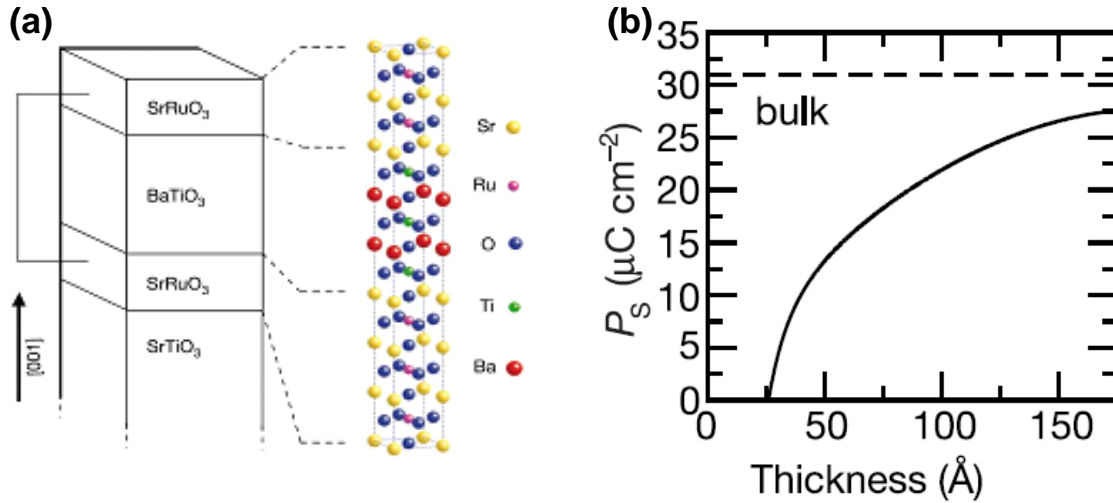 (a)
SrRuO₃
BaTiO₃
SrRuO₃
SrTiO₃
[001]
Sr
Ru
O
Ti
Ba
(b)
35
30
25
20
15
10
5
0
bulk
P_S (μC cm⁻²)
0 50 100 150
Thickness (Å)